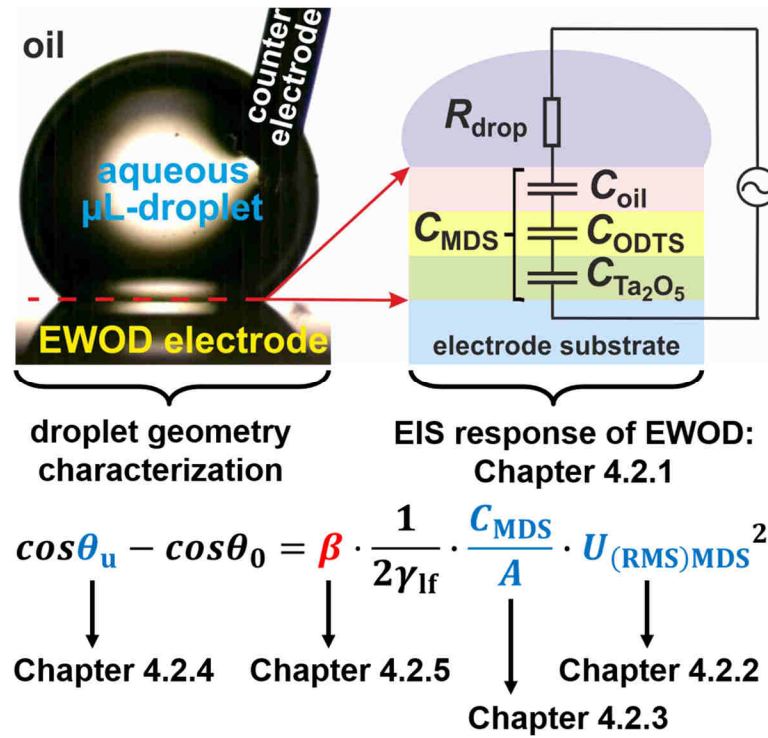 oil
counter
electrode
aqueous
µL-droplet
EWOD electrode
R_drop
C_oil
C_MDS
C_ODTS
C_Ta₂O₅
electrode substrate
droplet geometry
characterization
EIS response of EWOD:
Chapter 4.2.1
cosθ_u − cosθ_0 = β · 1/(2γ_lf) · C_MDS/A · U_(RMS)MDS²
Chapter 4.2.4
Chapter 4.2.5
Chapter 4.2.2
Chapter 4.2.3